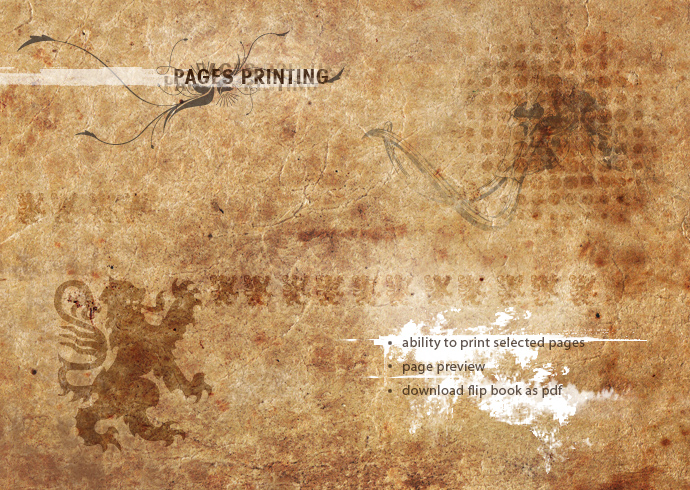 PAGES PRINTING
• ability to print selected pages
• page preview
• download flip book as pdf